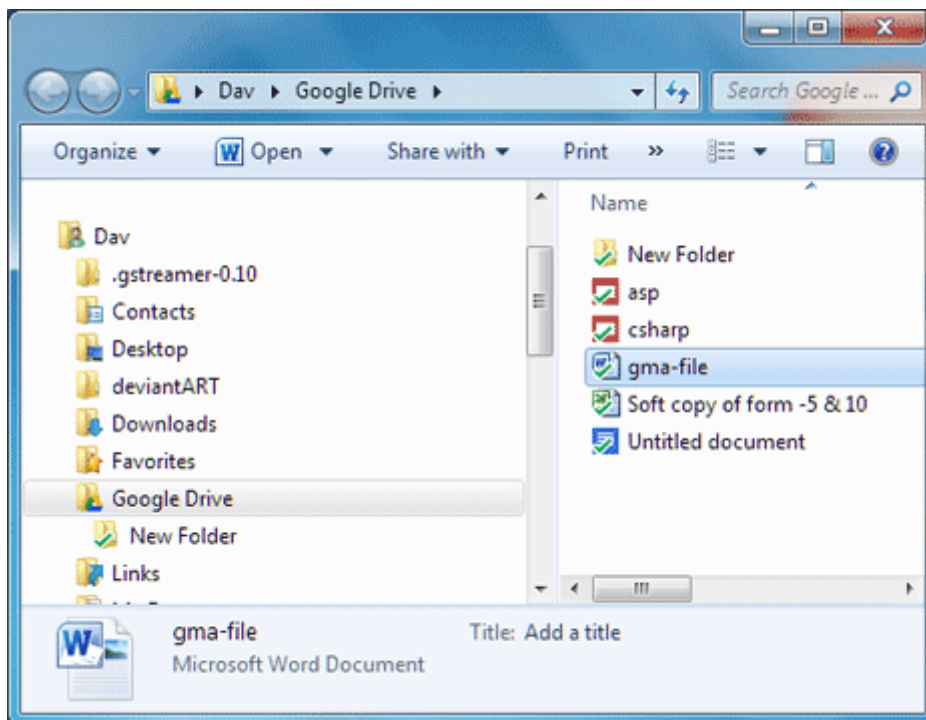 Dav Google Drive Search Google ...
Organize Open Share with Print »
Name
Dav
.gstreamer-0.10
Contacts
Desktop
deviantART
Downloads
Favorites
Google Drive
New Folder
Links
New Folder
asp
csharp
gma-file
Soft copy of form -5 & 10
Untitled document
gma-file Title: Add a title
Microsoft Word Document